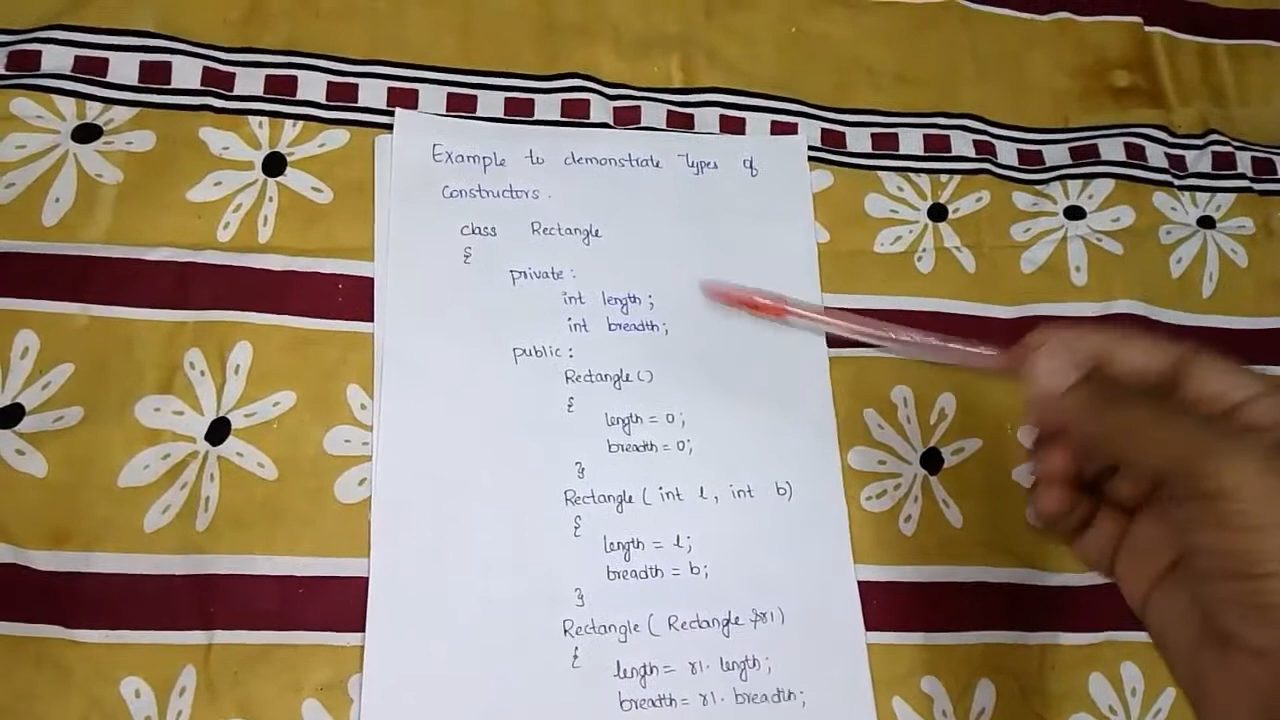 Example to demonstrate Types of
constructors.
class Rectangle
{
private:
int length;
int breadth;
public:
Rectangle()
{
length = 0;
breadth = 0;
}
Rectangle ( int l, int b)
{
length = l;
breadth = b;
}
Rectangle ( Rectangle &r1)
{
length = r1. length;
breadth = r1. breadth;